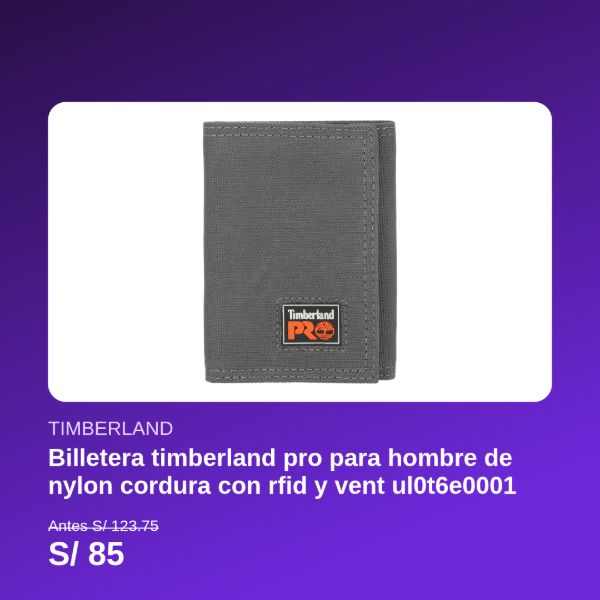 Timberland
PRO
TIMBERLAND
Billetera timberland pro para hombre de
nylon cordura con rfid y vent ul0t6e0001
Antes S/ 123.75
S/ 85